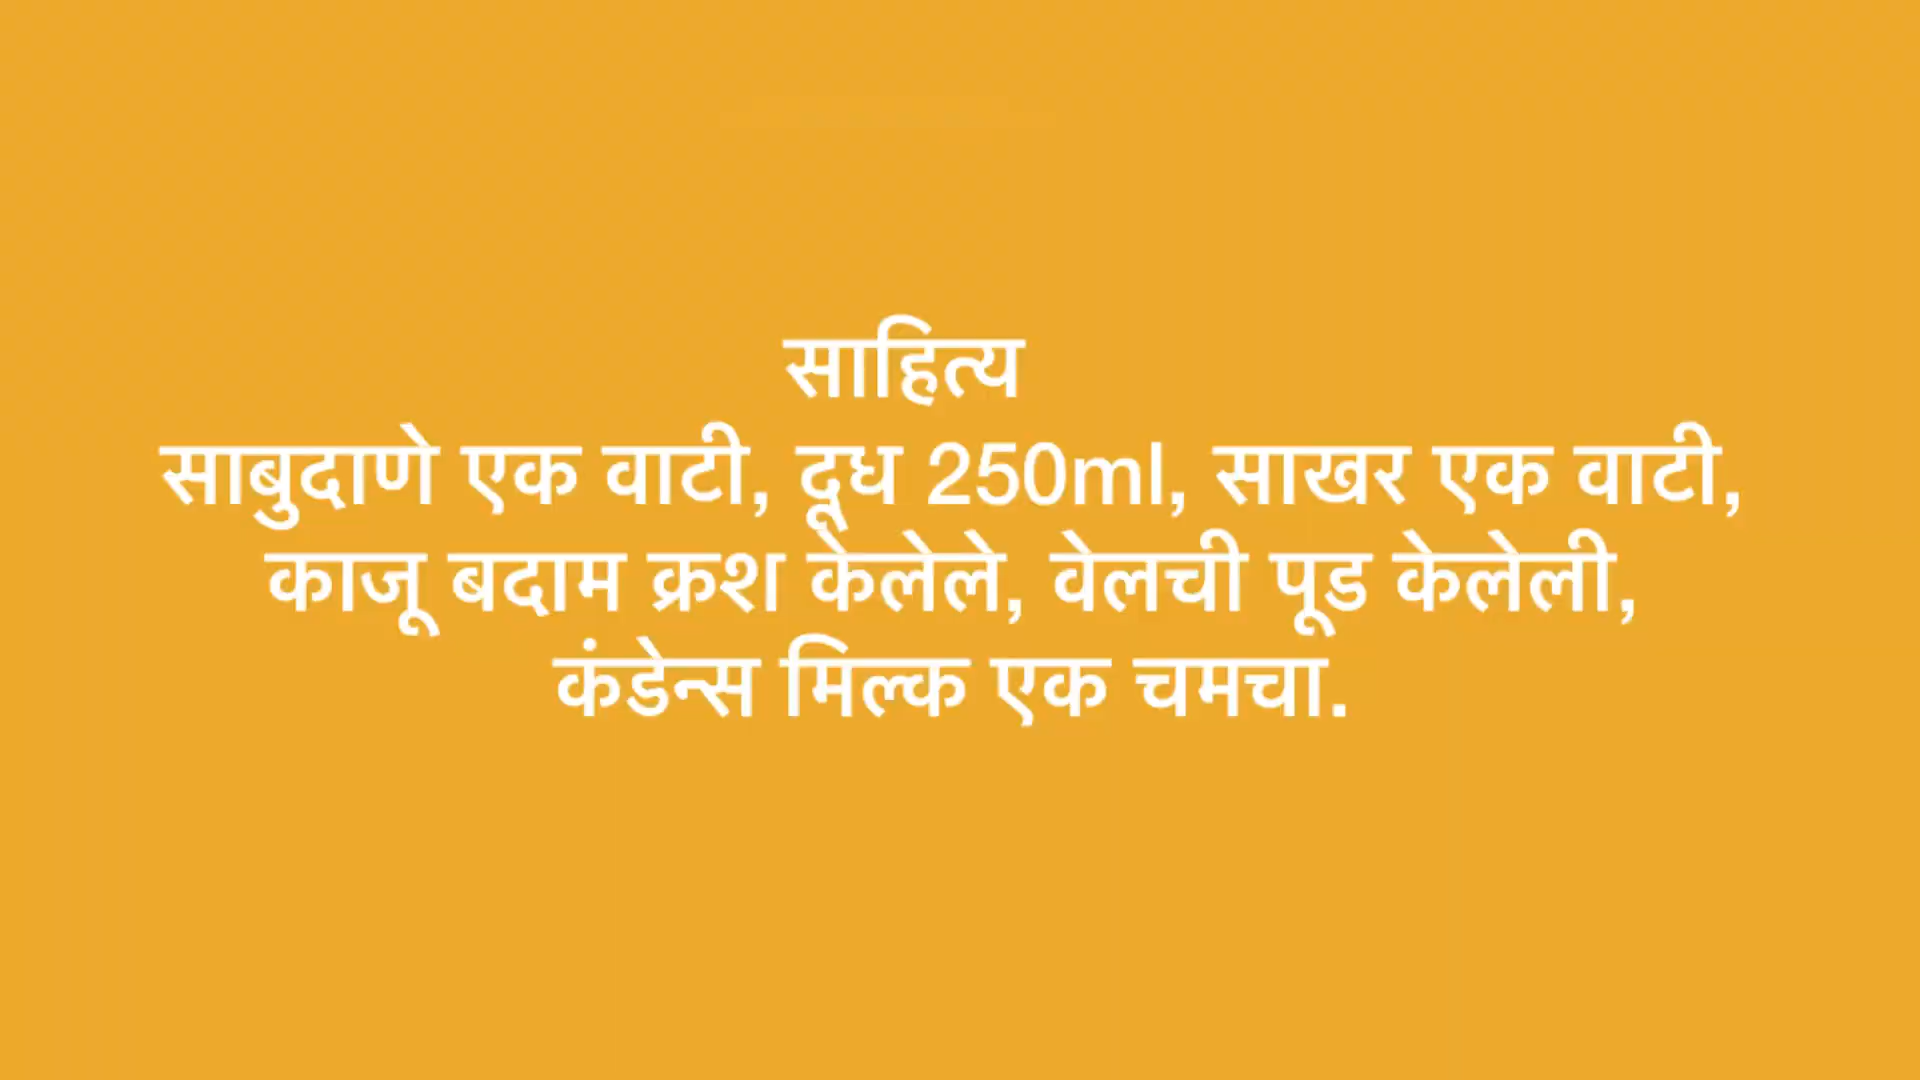 साहित्य
साबुदाणे एक वाटी, दूध 250ml, साखर एक वाटी,
काजू बदाम क्रश केलेले, वेलची पूड केलेली,
कंडेन्स मिल्क एक चमचा.